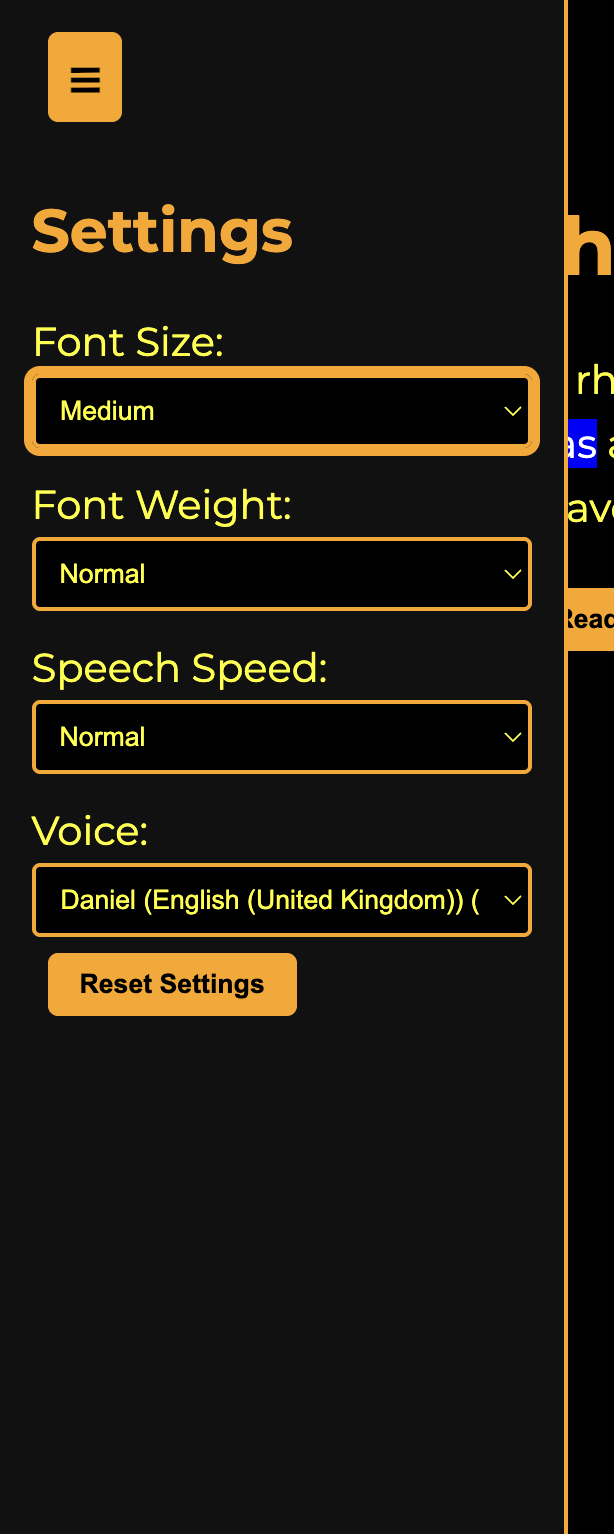 Settings
Font Size:
Medium
Font Weight:
Normal
Speech Speed:
Normal
Voice:
Daniel (English (United Kingdom)) (
Reset Settings
h
rh
as a
ave
Read